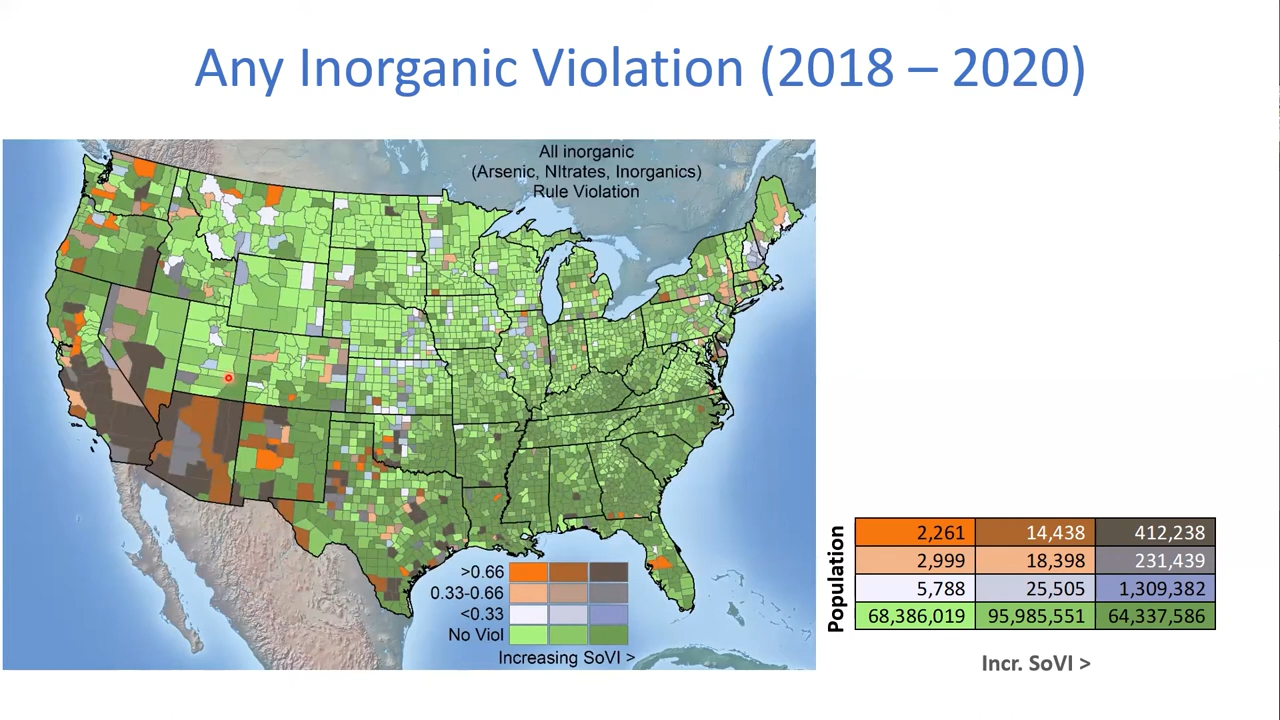 Any Inorganic Violation (2018 – 2020)
All inorganic
(Arsenic, NItrates, Inorganics)
Rule Violation
>0.66
0.33-0.66
<0.33
No Viol
Increasing SoVI >
Population
2,261 14,438 412,238
2,999 18,398 231,439
5,788 25,505 1,309,382
68,386,019 95,985,551 64,337,586
Incr. SoVI >